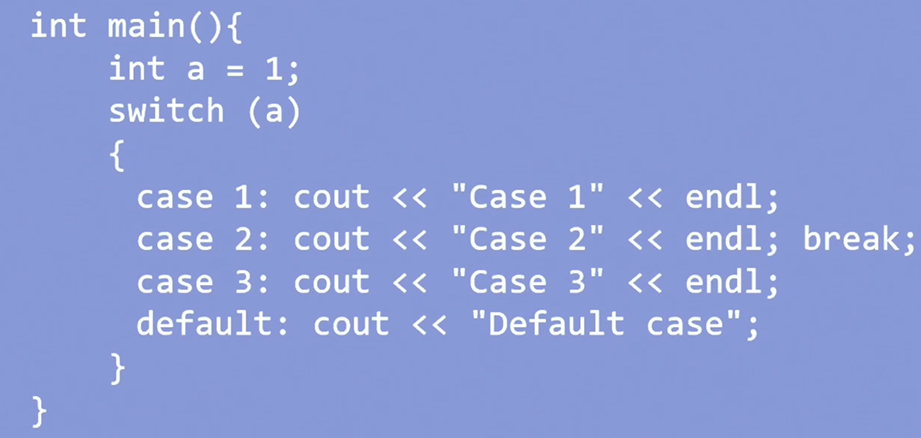 int main(){
int a = 1;
switch (a)
{
case 1: cout << "Case 1" << endl;
case 2: cout << "Case 2" << endl; break;
case 3: cout << "Case 3" << endl;
default: cout << "Default case";
}
}